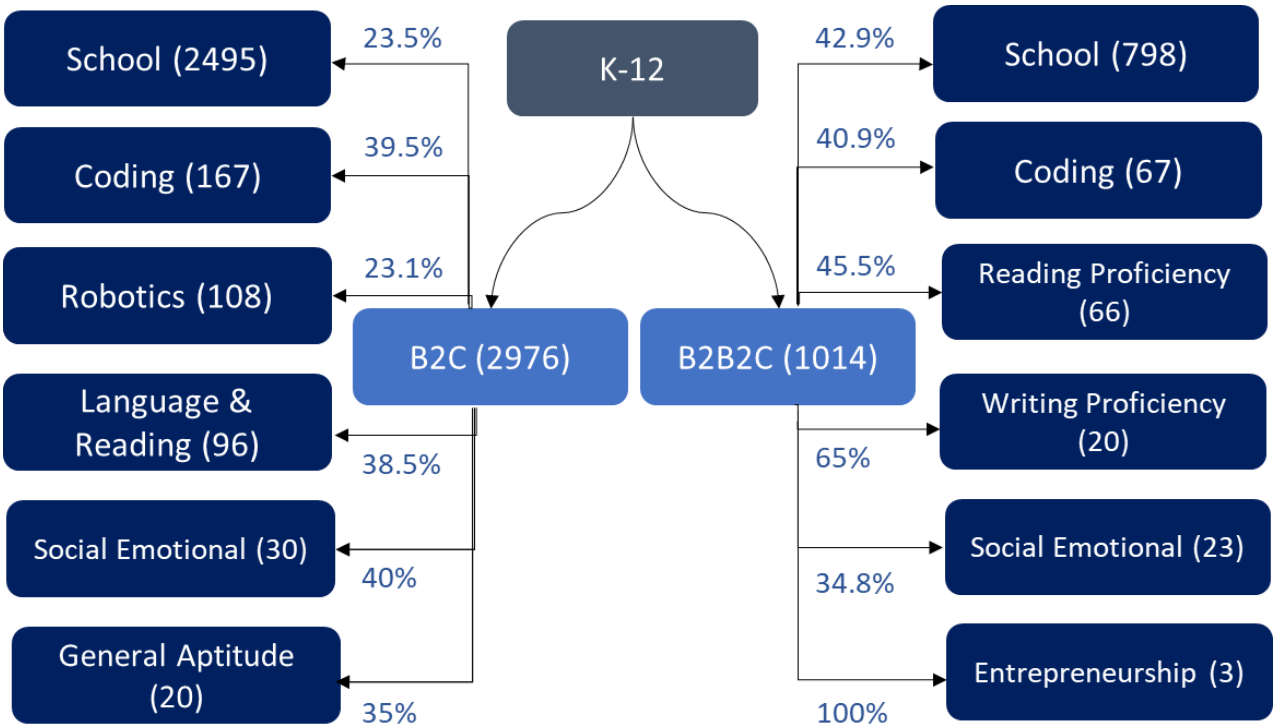 K-12
School (2495)
23.5%
Coding (167)
39.5%
Robotics (108)
23.1%
B2C (2976)
Language &
Reading (96)
38.5%
Social Emotional (30)
40%
General Aptitude
(20)
35%
42.9%
School (798)
40.9%
Coding (67)
45.5%
Reading Proficiency
(66)
B2B2C (1014)
Writing Proficiency
(20)
65%
Social Emotional (23)
34.8%
Entrepreneurship (3)
100%